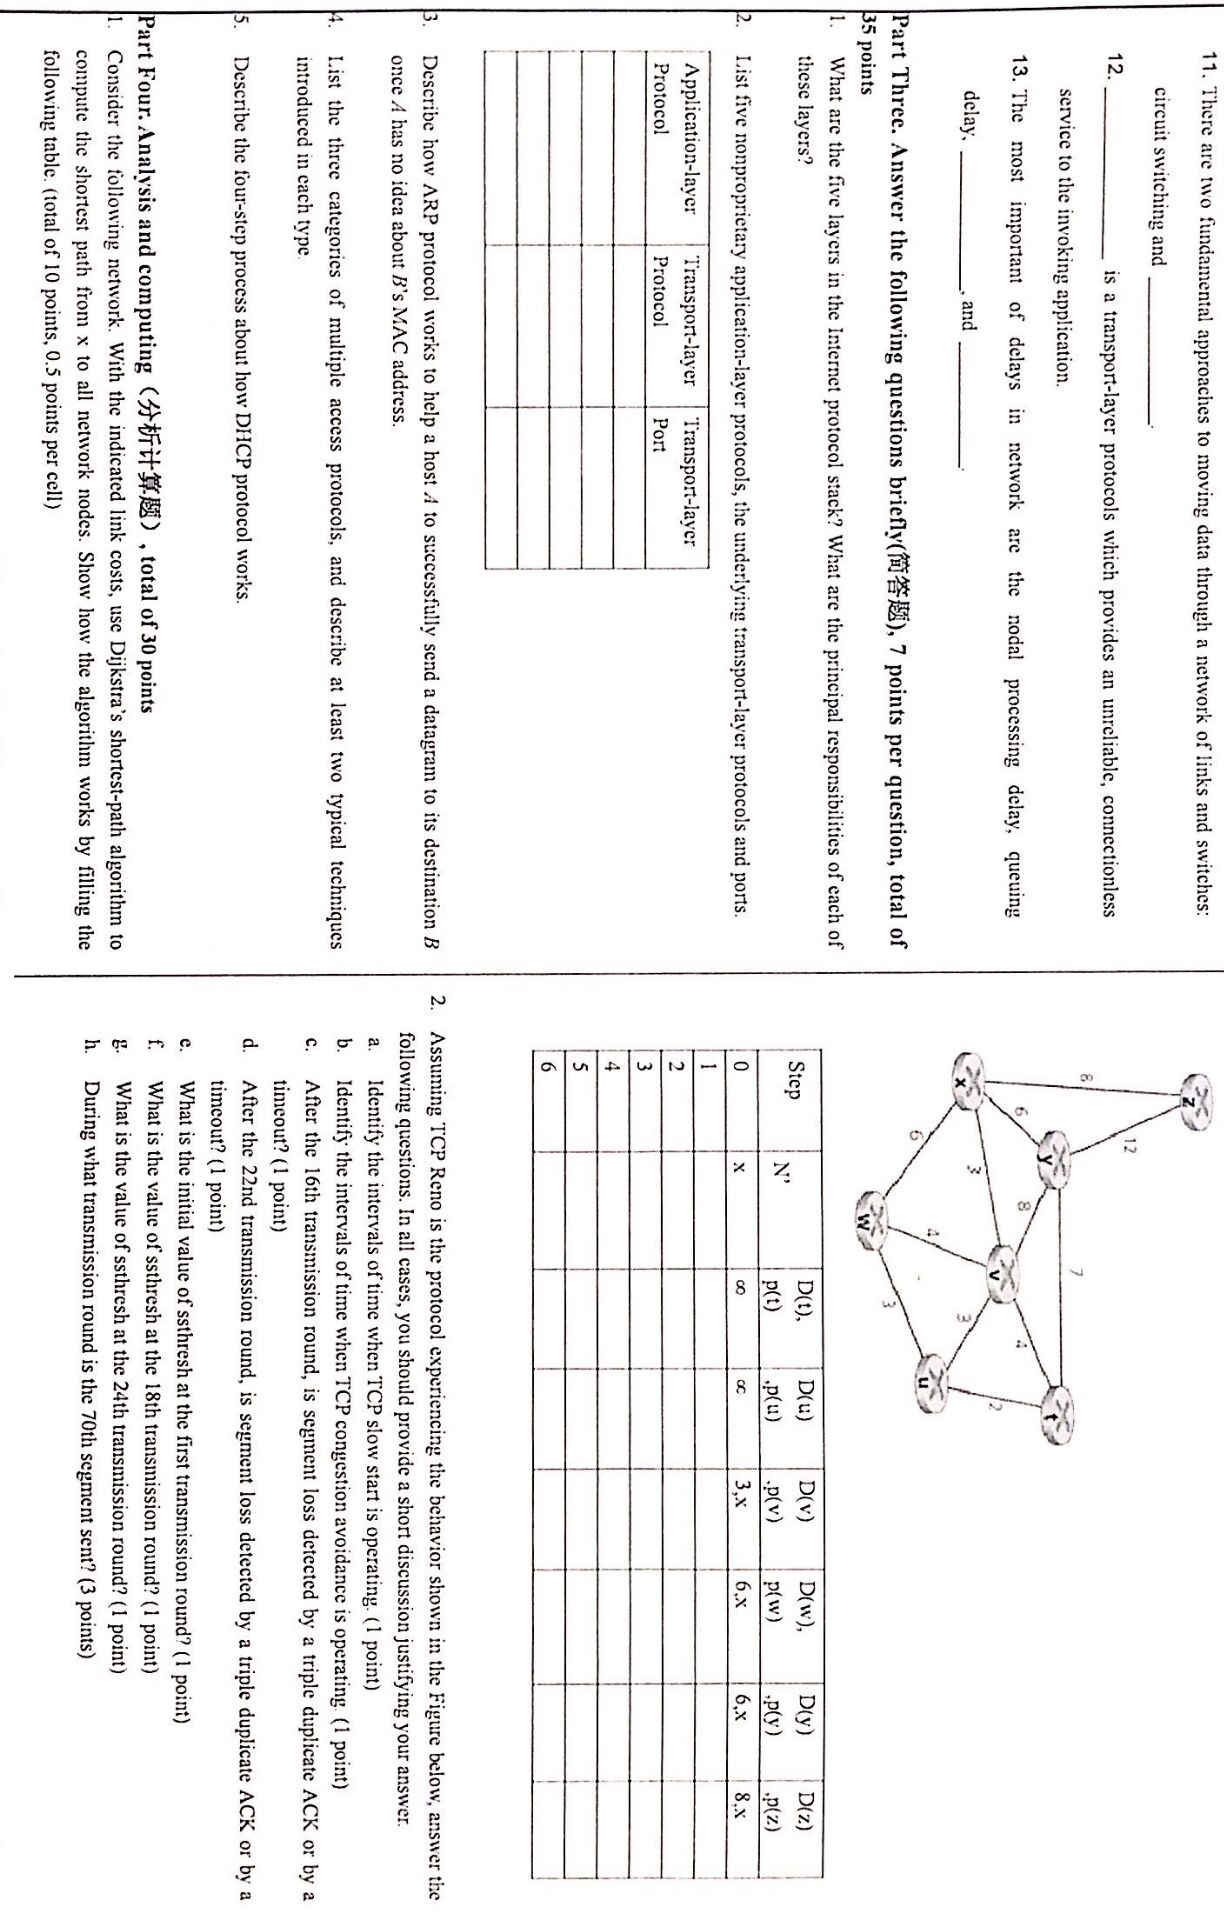 11. There are two fundamental approaches to moving data through a network of links and switches:
circuit switching and ____________.
12. ______________ is a transport-layer protocols which provides an unreliable, connectionless
service to the invoking application.
13. The most important of delays in network are the nodal processing delay, queuing
delay, ____________, and ___________.
Part Three. Answer the following questions briefly(简答题), 7 points per question, total of
35 points
1. What are the five layers in the Internet protocol stack? What are the principal responsibilities of each of
these layers?
2. List five nonproprietary application-layer protocols, the underlying transport-layer protocols and ports.
Application-layer Protocol Transport-layer Protocol Transport-layer Port
3. Describe how ARP protocol works to help a host A to successfully send a datagram to its destination B
once A has no idea about B's MAC address.
4. List the three categories of multiple access protocols, and describe at least two typical techniques
introduced in each type.
5. Describe the four-step process about how DHCP protocol works.
Part Four. Analysis and computing（分析计算题）, total of 30 points
1. Consider the following network. With the indicated link costs, use Dijkstra's shortest-path algorithm to
compute the shortest path from x to all network nodes. Show how the algorithm works by filling the
following table. (total of 10 points, 0.5 points per cell)
z
12
8
7
y
t
6
8
4
v
2
3
x
3
4
u
6
3
w
Step N' D(t), p(t) D(u) ,p(u) D(v) ,p(v) D(w), p(w) D(y) ,p(y) D(z) ,p(z)
0 x ∞ ∞ 3,x 6,x 6,x 8,x
1
2
3
4
5
6
2. Assuming TCP Reno is the protocol experiencing the behavior shown in the Figure below, answer the
following questions. In all cases, you should provide a short discussion justifying your answer.
a. Identify the intervals of time when TCP slow start is operating. (1 point)
b. Identify the intervals of time when TCP congestion avoidance is operating. (1 point)
c. After the 16th transmission round, is segment loss detected by a triple duplicate ACK or by a
timeout? (1 point)
d. After the 22nd transmission round, is segment loss detected by a triple duplicate ACK or by a
timeout? (1 point)
e. What is the initial value of ssthresh at the first transmission round? (1 point)
f. What is the value of ssthresh at the 18th transmission round? (1 point)
g. What is the value of ssthresh at the 24th transmission round? (1 point)
h. During what transmission round is the 70th segment sent? (3 points)